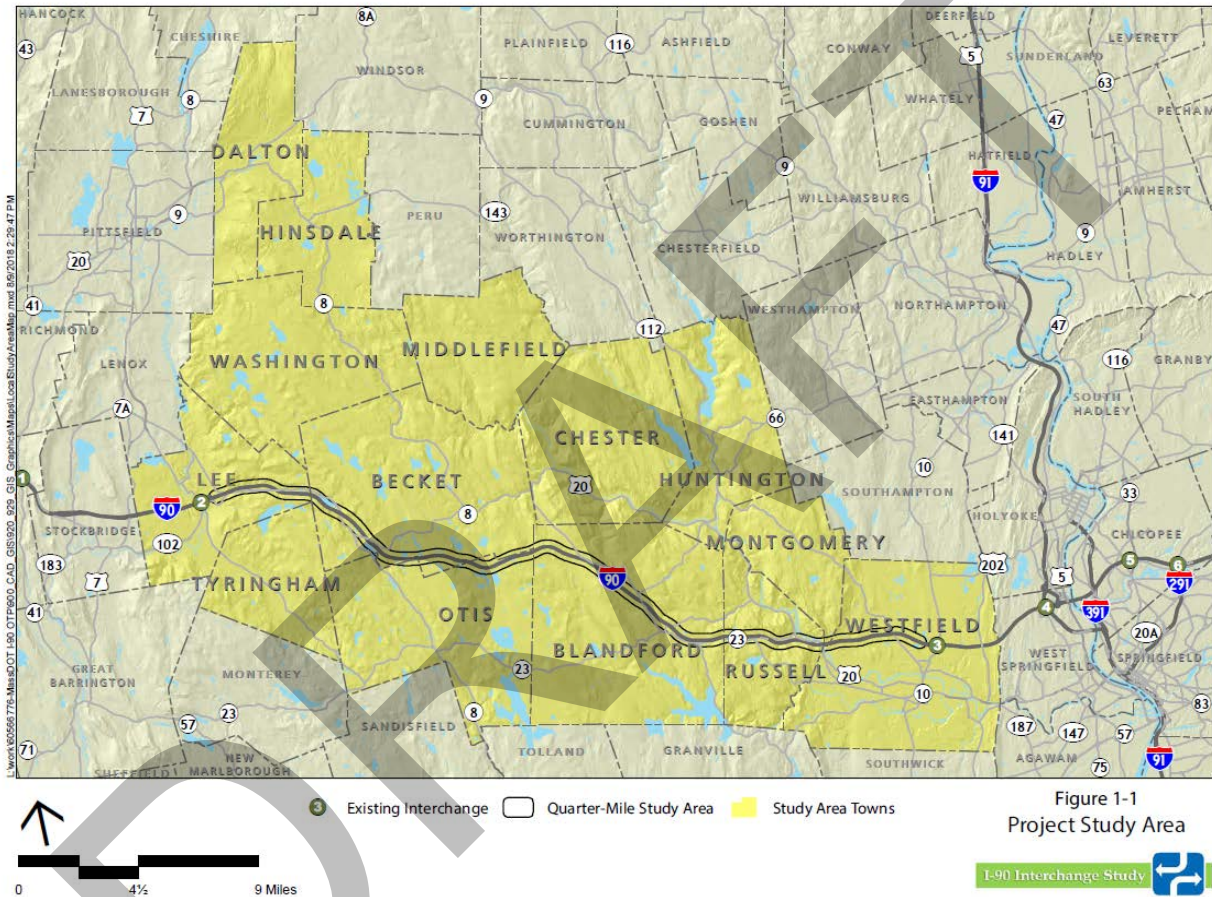 HANCOCK
8A
DEERFIELD
LEVERETT
CHESHIRE
PLAINFIELD
116
ASHFIELD
CONWAY
5
SUNDERLAND
43
WINDSOR
63
LANESBOROUGH
8
9
WHATELY
PELHAM
7
CUMMINGTON
GOSHEN
47
DALTON
HATFIELD
9
91
AMHERST
9
PERU
143
WILLIAMSBURG
PITTSFIELD
HINSDALE
WORTHINGTON
CHESTERFIELD
9
HADLEY
20
41
8
WESTHAMPTON
NORTHAMPTON
RICHMOND
112
47
LENOX
WASHINGTON
MIDDLEFIELD
116
GRANBY
7A
EASTHAMPTON
SOUTH
HADLEY
66
CHESTER
141
1
LEE
BECKET
20
HUNTINGTON
10
SOUTHAMPTON
33
2
90
8
HOLYOKE
STOCKBRIDGE
102
MONTGOMERY
CHICOPEE
183
202
5
5
6
7
TYRINGHAM
90
291
41
OTIS
4
391
WESTFIELD
23
3
20A
BLANDFORD
WEST
SPRINGFIELD
SPRINGFIELD
GREAT
BARRINGTON
MONTEREY
23
RUSSELL
20
10
57
23
SANDISFIELD
8
83
71
187
147
57
TOLLAND
GRANVILLE
AGAWAM
91
SHEFFIELD
NEW
MARLBOROUGH
SOUTHWICK
75
DRAFT
3 Existing Interchange
Quarter-Mile Study Area
Study Area Towns
Figure 1-1
Project Study Area
0 4½ 9 Miles
I-90 Interchange Study